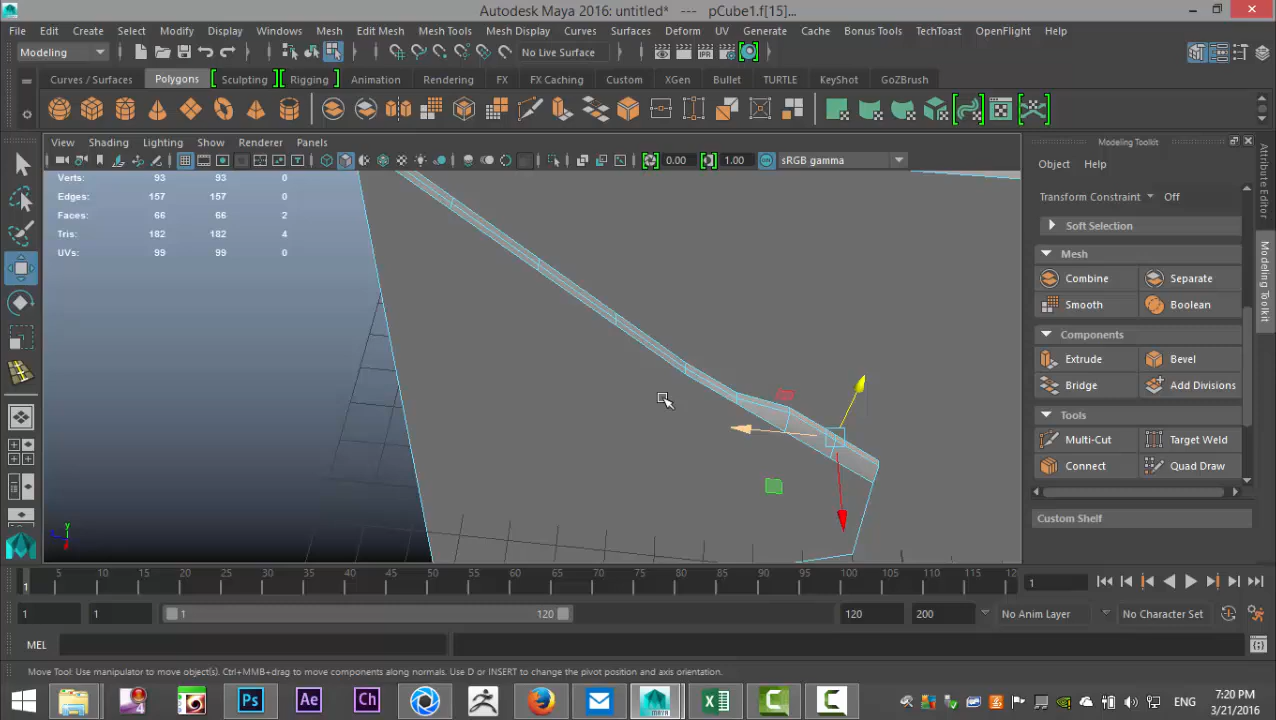 Autodesk Maya 2016: untitled* --- pCube1.f[15]...
File Edit Create Select Modify Display Windows Mesh Edit Mesh Mesh Tools Mesh Display Curves Surfaces Deform UV Generate Cache Bonus Tools TechToast OpenFlight Help
Modeling No Live Surface
Curves / Surfaces Polygons Sculpting Rigging Animation Rendering FX FX Caching Custom XGen Bullet TURTLE KeyShot GoZBrush
View Shading Lighting Show Renderer Panels
Modeling Toolkit
0.00 1.00 sRGB gamma
Object Help
Verts: 93 93 0
Edges: 157 157 0
Faces: 66 66 2
Tris: 182 182 4
UVs: 99 99 0
Transform Constraint Off
Soft Selection
Mesh
Combine Separate
Smooth Boolean
Components
Extrude Bevel
Bridge Add Divisions
Tools
Multi-Cut Target Weld
Connect Quad Draw
Custom Shelf
Attribute Editor
Modeling Toolkit
y
5 10 15 20 25 30 35 40 45 50 55 60 65 70 75 80 85 90 95 100 105 110 115 12
1 1
1 1 1 120 120 200 No Anim Layer No Character Set
MEL
Move Tool: Use manipulator to move object(s). Ctrl+MMB+drag to move components along normals. Use D or INSERT to change the pivot position and axis orientation.
Ps Ae Ch
4
MAYA
ENG
7:20 PM
3/21/2016